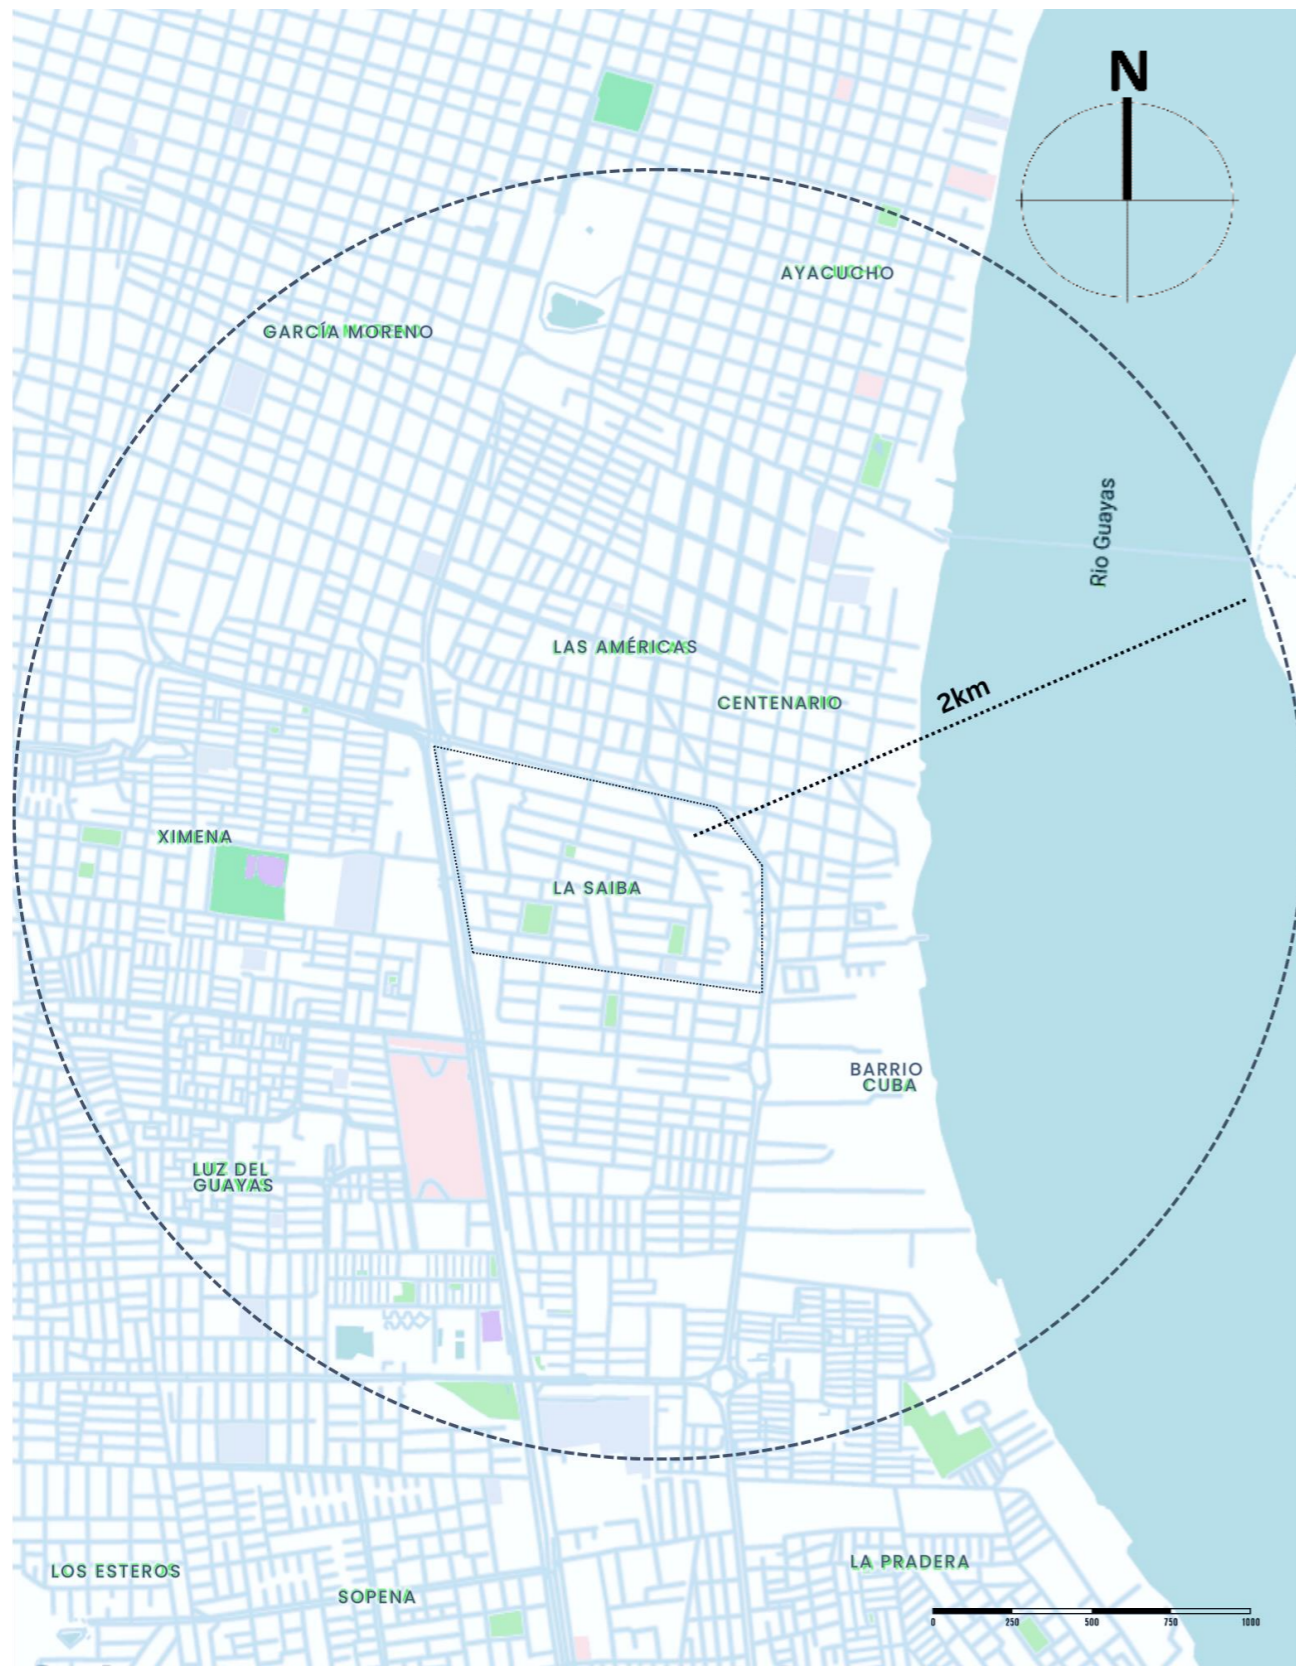 N
AYACUCHO
GARCÍA MORENO
Rio Guayas
LAS AMÉRICAS
2km
CENTENARIO
XIMENA
LA SAIBA
BARRIO
CUBA
LUZ DEL
GUAYAS
LA PRADERA
LOS ESTEROS
SOPENA
0 250 500 750 1000